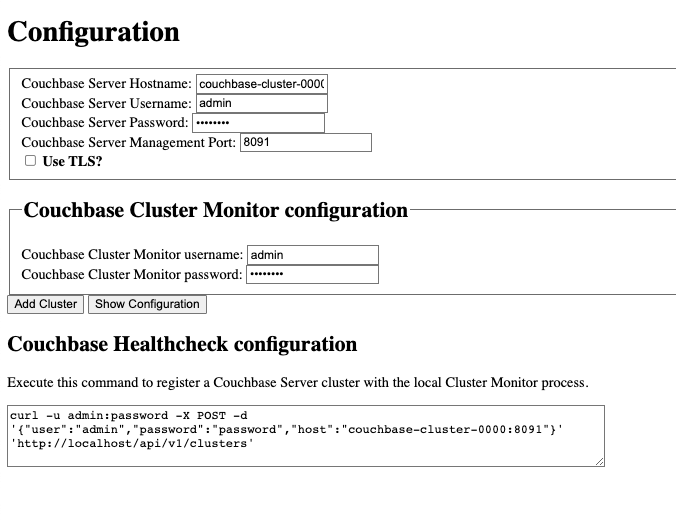 Configuration
Couchbase Server Hostname: couchbase-cluster-000
Couchbase Server Username: admin
Couchbase Server Password: ••••••••
Couchbase Server Management Port: 8091
Use TLS?
Couchbase Cluster Monitor configuration
Couchbase Cluster Monitor username: admin
Couchbase Cluster Monitor password: ••••••••
Add Cluster Show Configuration
Couchbase Healthcheck configuration
Execute this command to register a Couchbase Server cluster with the local Cluster Monitor process.
curl -u admin:password -X POST -d
'{"user":"admin","password":"password","host":"couchbase-cluster-0000:8091"}'
'http://localhost/api/v1/clusters'